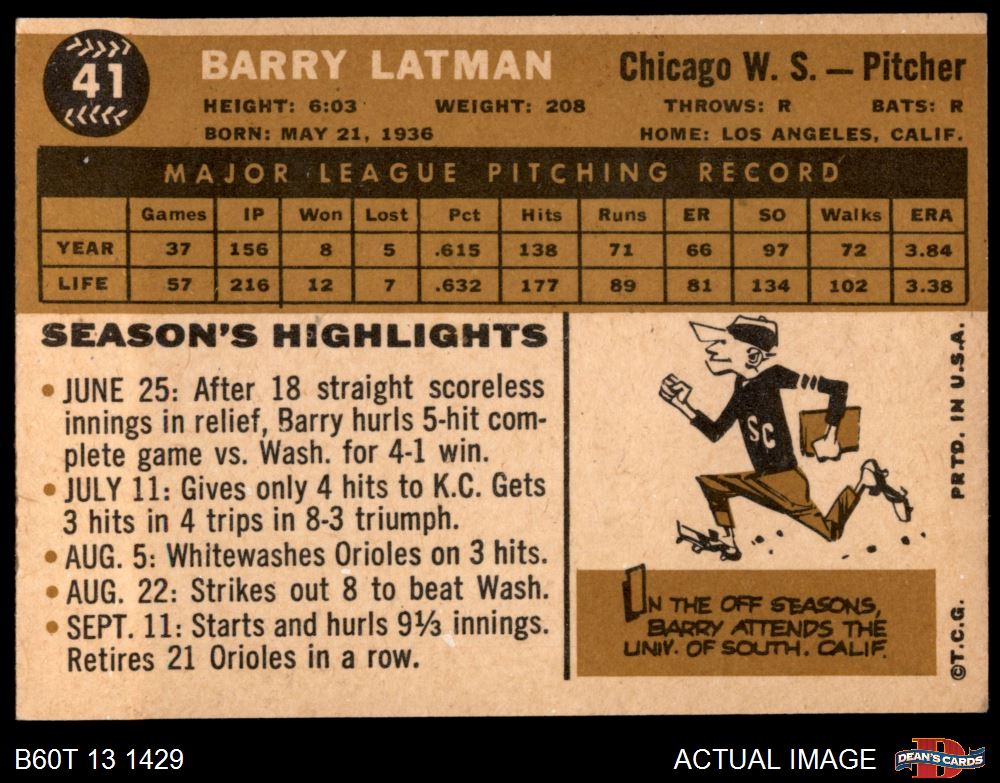 41
BARRY LATMAN
Chicago W. S. — Pitcher
HEIGHT: 6:03 WEIGHT: 208 THROWS: R BATS: R
BORN: MAY 21, 1936 HOME: LOS ANGELES, CALIF.
MAJOR LEAGUE PITCHING RECORD
Games IP Won Lost Pct Hits Runs ER SO Walks ERA
YEAR 37 156 8 5 .615 138 71 66 97 72 3.84
LIFE 57 216 12 7 .632 177 89 81 134 102 3.38
SEASON'S HIGHLIGHTS
• JUNE 25: After 18 straight scoreless
innings in relief, Barry hurls 5-hit com-
plete game vs. Wash. for 4-1 win.
• JULY 11: Gives only 4 hits to K.C. Gets
3 hits in 4 trips in 8-3 triumph.
• AUG. 5: Whitewashes Orioles on 3 hits.
• AUG. 22: Strikes out 8 to beat Wash.
• SEPT. 11: Starts and hurls 9⅓ innings.
Retires 21 Orioles in a row.
SC
IN THE OFF SEASONS,
BARRY ATTENDS THE
UNIV. OF SOUTH. CALIF.
©T.C.G. PRTD. IN U.S.A.
B60T 13 1429
ACTUAL IMAGE
D
DEAN'S CARDS